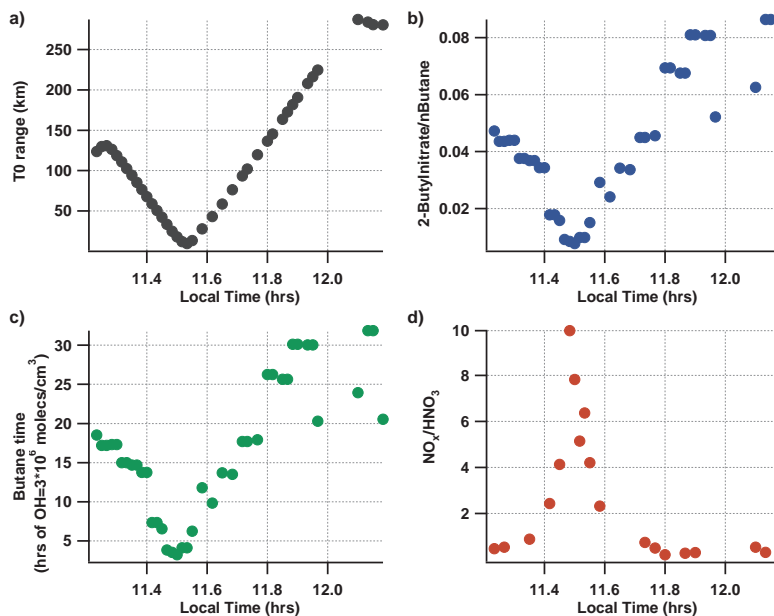 a)
T0 range (km)
250
200
150
100
50
11.4 11.6 11.8 12.0
Local Time (hrs)
b)
2-Butylnitrate/nButane
0.08
0.06
0.04
0.02
11.4 11.6 11.8 12.0
Local Time (hrs)
c)
Butane time
(hrs of OH=3*10⁶ molecs/cm³)
30
25
20
15
10
5
11.4 11.6 11.8 12.0
Local Time (hrs)
d)
NOₓ/HNO₃
10
8
6
4
2
11.4 11.6 11.8 12.0
Local Time (hrs)